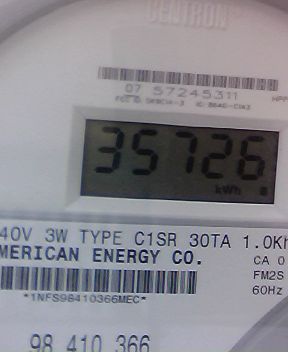 CENTRON
07 57245311
35726
kWh
40V 3W TYPE C1SR 30TA 1.0Kh
MERICAN ENERGY CO.
CA 0
FM2S
60Hz
*1NFS98410366MEC*
98 410 366